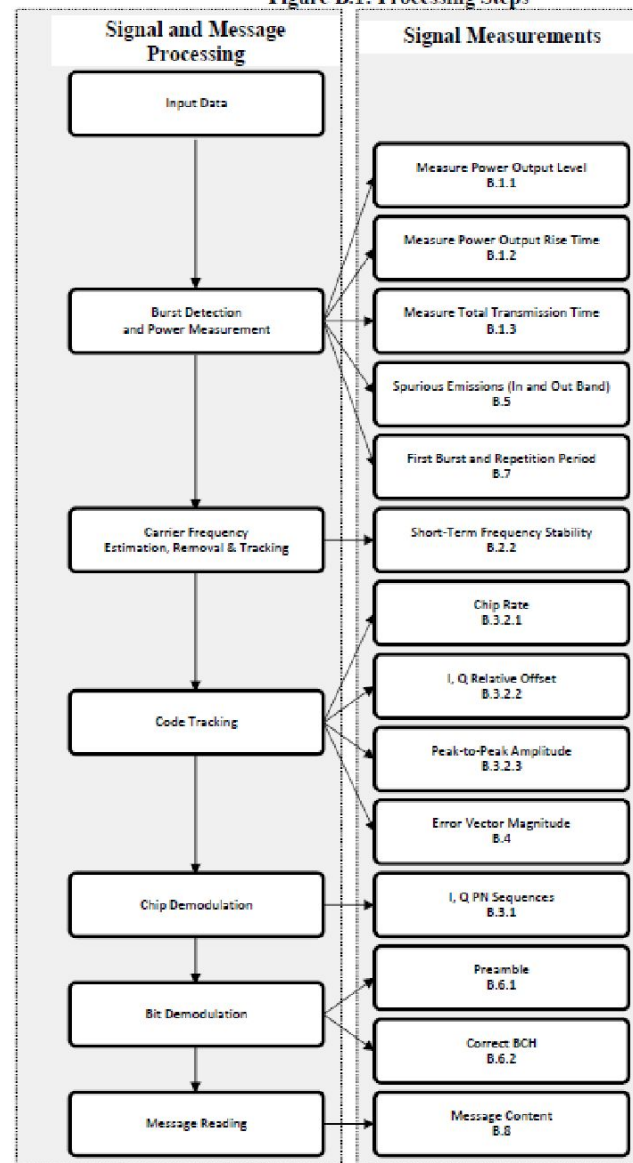 Figure B.1: Processing Steps
Signal and Message
Processing
Signal Measurements
Input Data
Measure Power Output Level
B.1.1
Measure Power Output Rise Time
B.1.2
Burst Detection
and Power Measurement
Measure Total Transmission Time
B.1.3
Spurious Emissions (In and Out Band)
B.5
First Burst and Repetition Period
B.7
Carrier Frequency
Estimation, Removal & Tracking
Short-Term Frequency Stability
B.2.2
Chip Rate
B.3.2.1
I, Q Relative Offset
B.3.2.2
Code Tracking
Peak-to-Peak Amplitude
B.3.2.3
Error Vector Magnitude
B.4
Chip Demodulation
I, Q PN Sequences
B.3.1
Preamble
B.6.1
Bit Demodulation
Correct BCH
B.6.2
Message Reading
Message Content
B.8